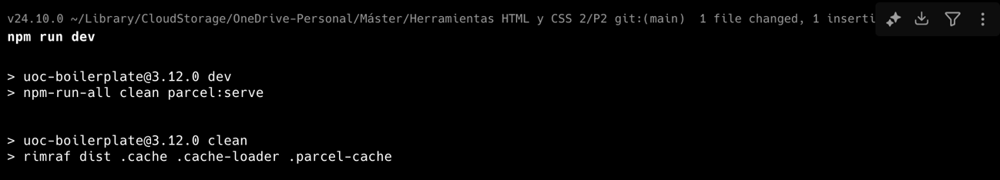 v24.10.0 ~/Library/CloudStorage/OneDrive-Personal/Máster/Herramientas HTML y CSS 2/P2 git:(main) 1 file changed, 1 inserti
npm run dev
> uoc-boilerplate@3.12.0 dev
> npm-run-all clean parcel:serve
> uoc-boilerplate@3.12.0 clean
> rimraf dist .cache .cache-loader .parcel-cache